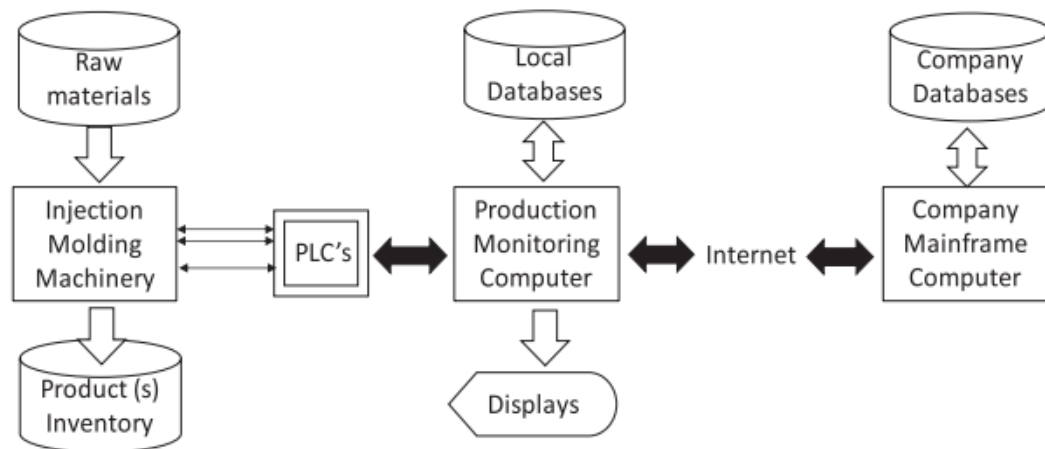 Raw
materials
Local
Databases
Company
Databases
Injection
Molding
Machinery
PLC's
Production
Monitoring
Computer
Internet
Company
Mainframe
Computer
Product (s)
Inventory
Displays